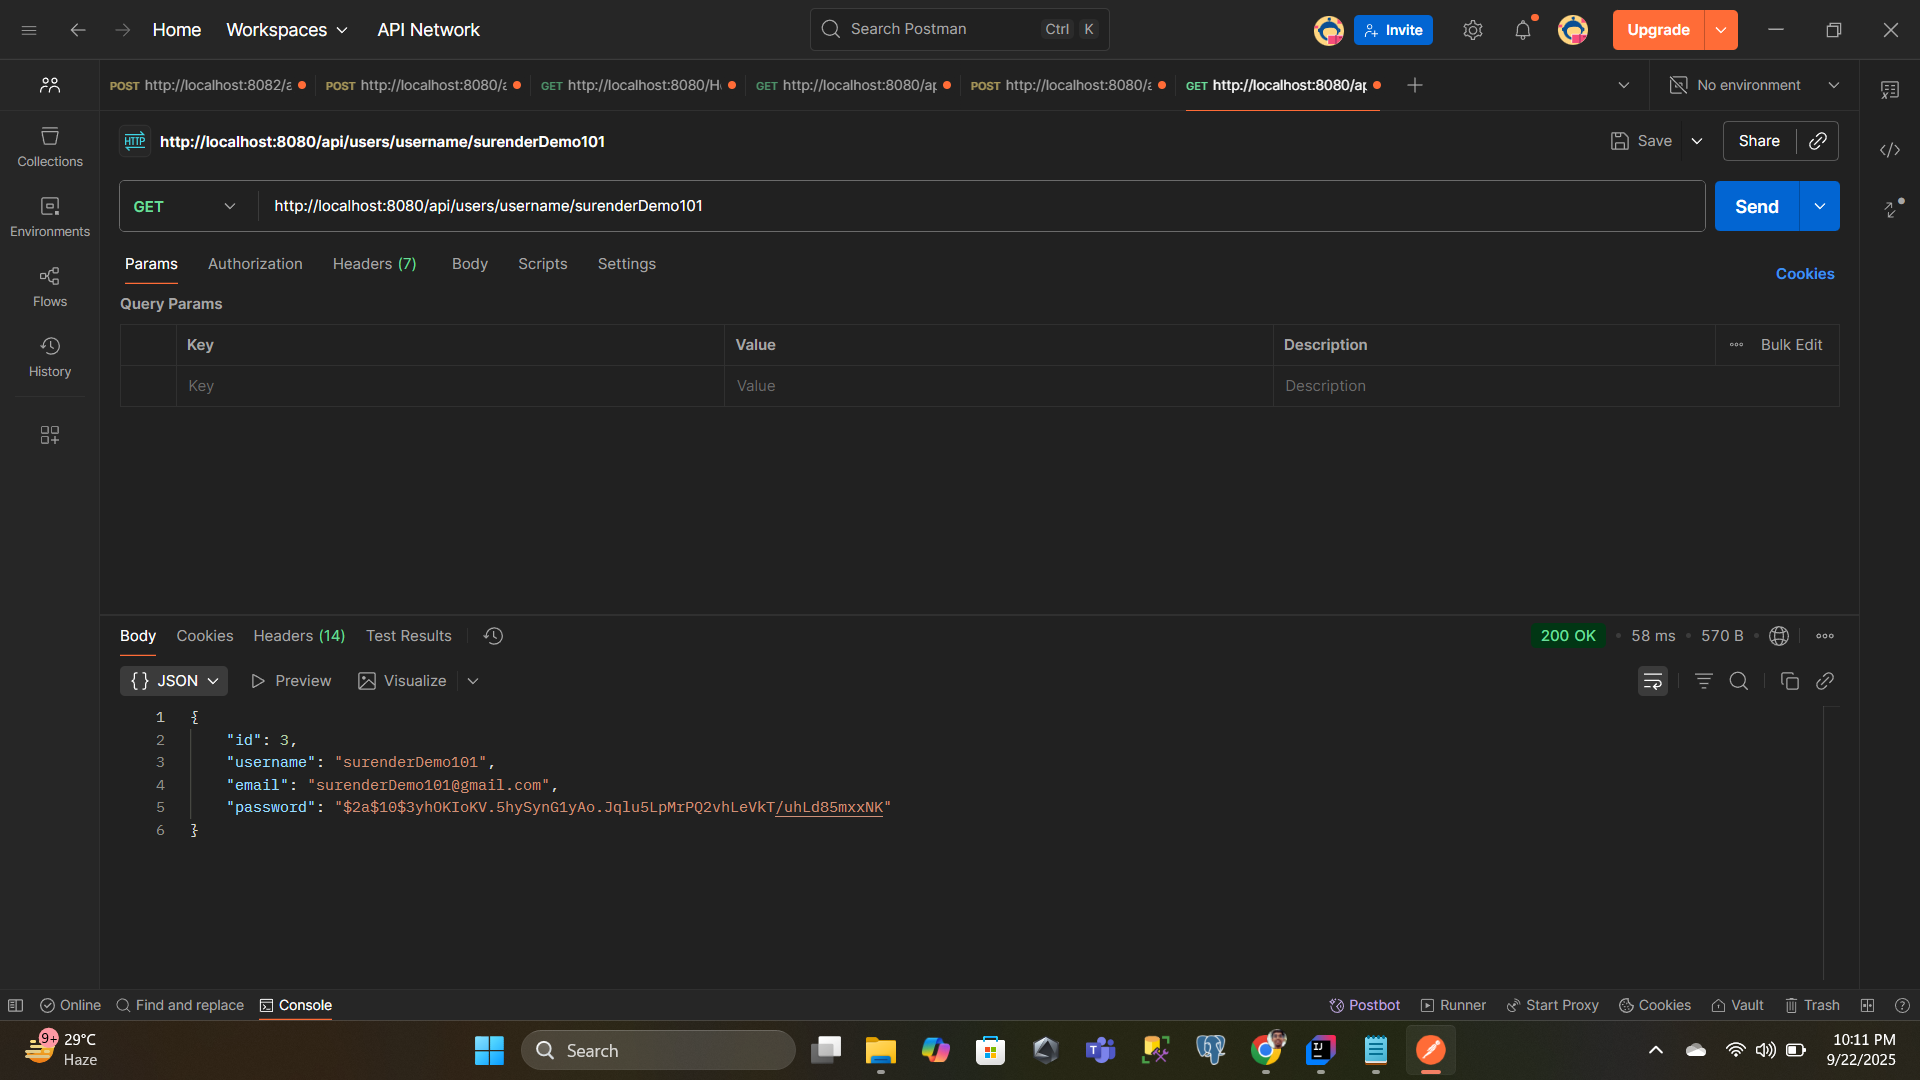 Home
Workspaces
API Network
Search Postman
Ctrl K
Invite
Upgrade
POST http://localhost:8082/a
POST http://localhost:8080/a
GET http://localhost:8080/He
GET http://localhost:8080/ap
POST http://localhost:8080/a
GET http://localhost:8080/ap
No environment
HTTP http://localhost:8080/api/users/username/surenderDemo101
Save
Share
Collections
Environments
Flows
History
GET http://localhost:8080/api/users/username/surenderDemo101
Send
Params
Authorization
Headers (7)
Body
Scripts
Settings
Cookies
Query Params
Key Value Description
Bulk Edit
Key Value Description
Body
Cookies
Headers (14)
Test Results
200 OK
58 ms
570 B
{} JSON
Preview
Visualize
1 {
2 "id": 3,
3 "username": "surenderDemo101",
4 "email": "surenderDemo101@gmail.com",
5 "password": "$2a$10$3yhOKIoKV.5hySynG1yAo.Jqlu5LpMrPQ2vhLeVkT/uhLd85mxxNK"
6 }
Online
Find and replace
Console
Postbot
Runner
Start Proxy
Cookies
Vault
Trash
9+
29°C
Haze
Search
IJ
10:11 PM
9/22/2025